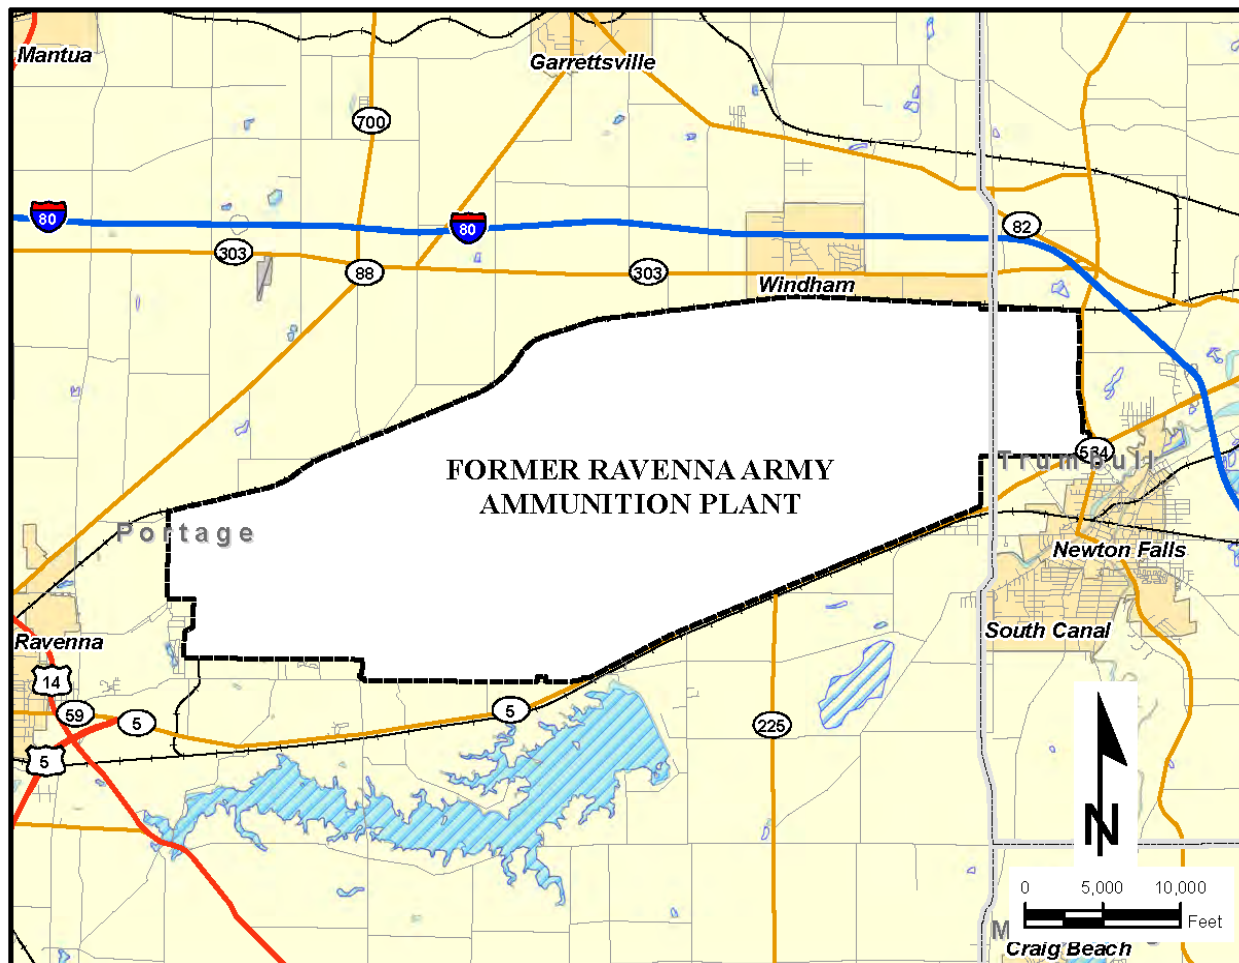 Mantua
Garrettsville
700
80
80
82
303
88
303
Windham
FORMER RAVENNA ARMY
AMMUNITION PLANT
534
Trumbull
Portage
Newton Falls
South Canal
Ravenna
14
59
5
5
225
5
N
0 5,000 10,000
Feet
M
Craig Beach